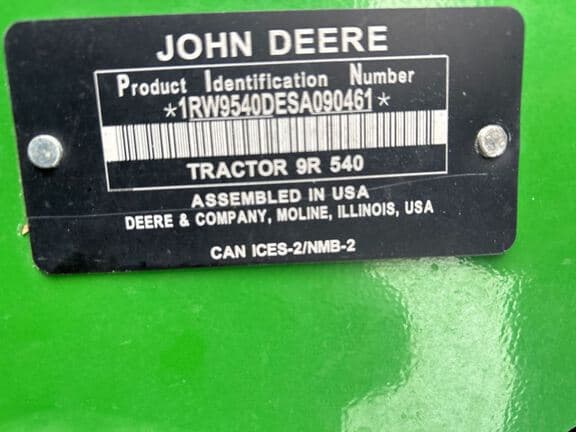 JOHN DEERE
Product Identification Number
*1RW9540DESA090461*
TRACTOR 9R 540
ASSEMBLED IN USA
DEERE & COMPANY, MOLINE, ILLINOIS, USA
CAN ICES-2/NMB-2